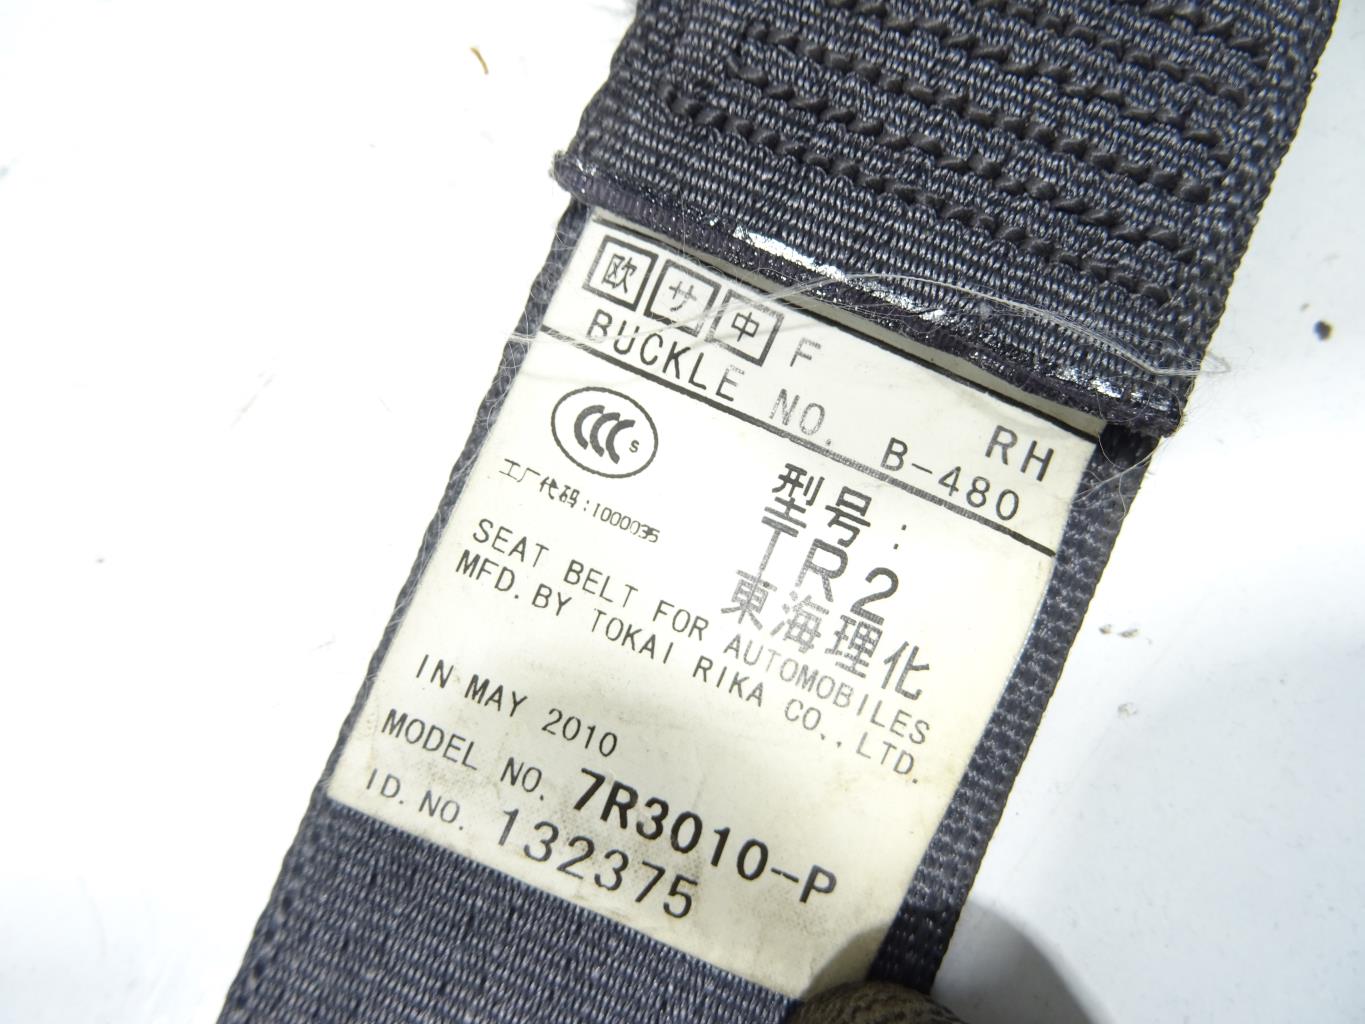 欧 サ 中 F RH
BUCKLE NO. B-480
CCC S
工厂代码:1000035
型号:
TR2
東海理化
SEAT BELT FOR AUTOMOBILES
MFD. BY TOKAI RIKA CO., LTD.
IN MAY 2010
MODEL NO. 7R3010-P
ID. NO. 132375